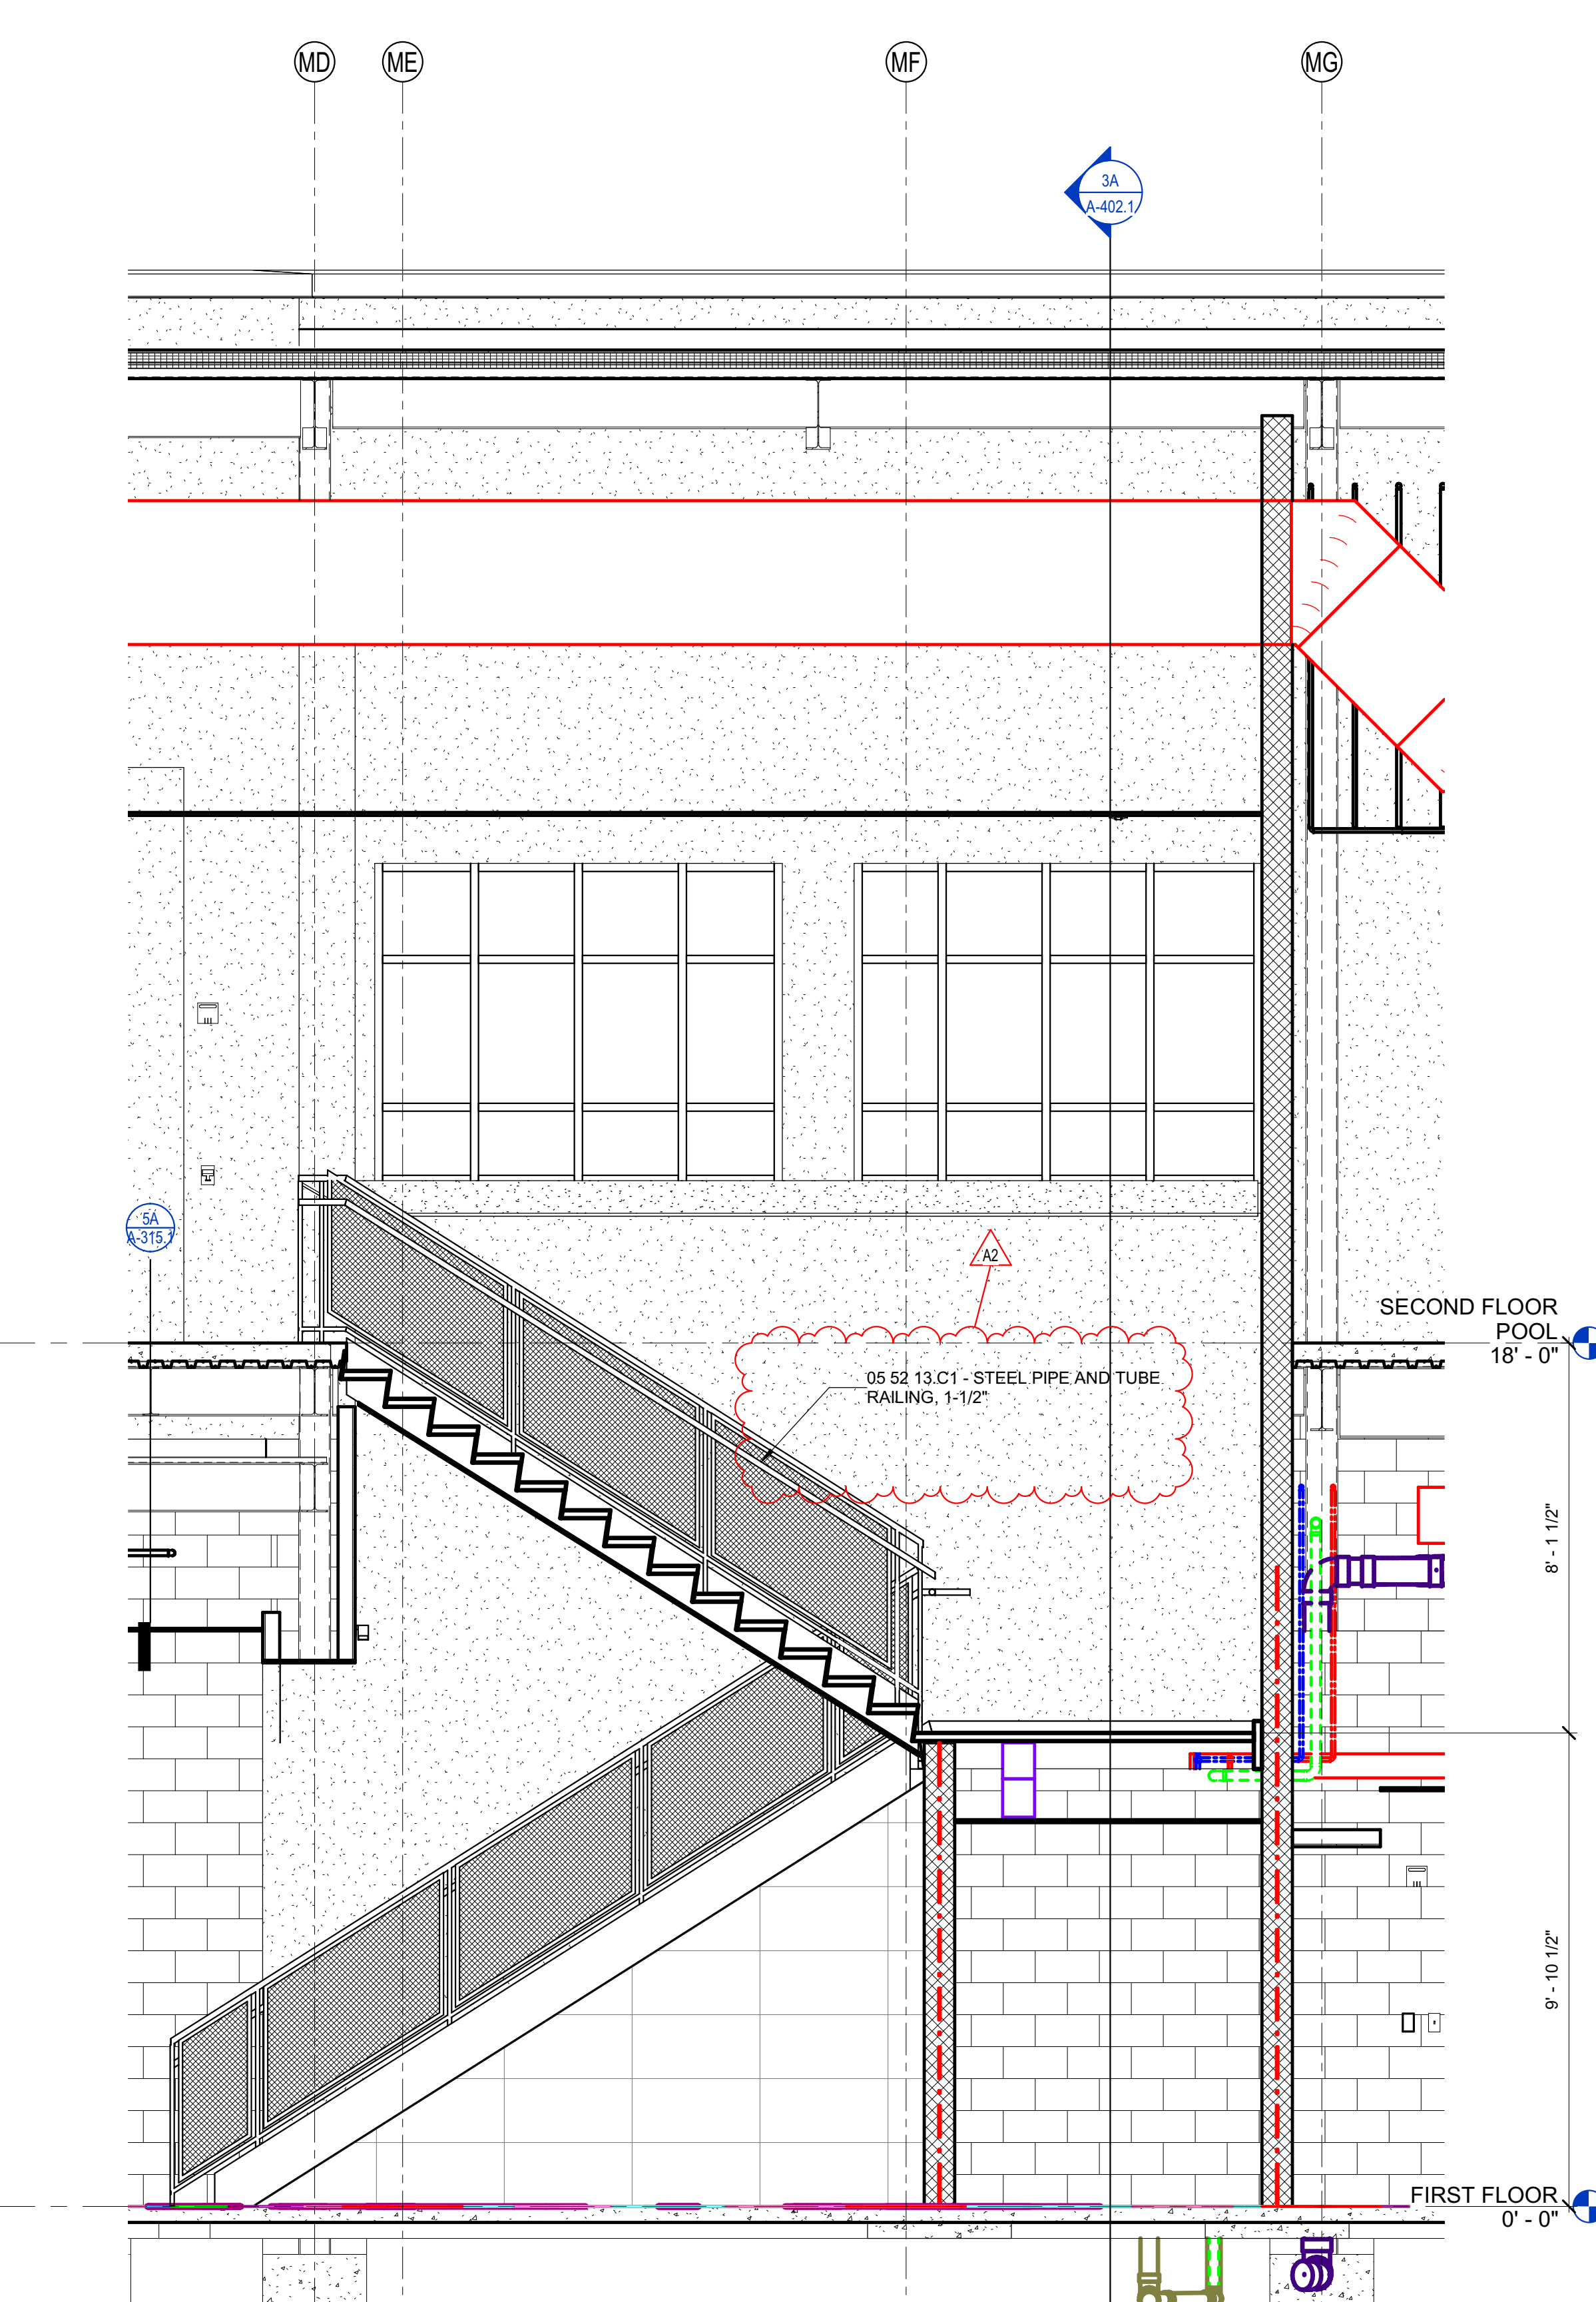 MD
ME
MF
MG
3A
A-402.1
5A
A-315.1
A2
05 52 13.C1 - STEEL PIPE AND TUBE
RAILING, 1-1/2"
SECOND FLOOR
POOL
18' - 0"
8' - 1 1/2"
9' - 10 1/2"
FIRST FLOOR
0' - 0"